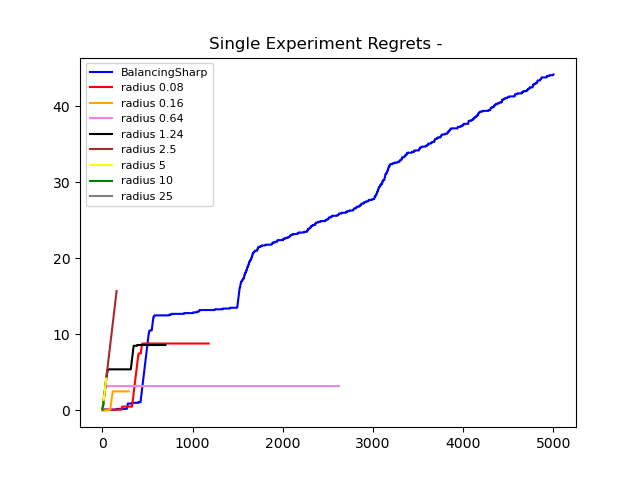 Single Experiment Regrets -
BalancingSharp
radius 0.08
radius 0.16
radius 0.64
radius 1.24
radius 2.5
radius 5
radius 10
radius 25
40
30
20
10
0
0 1000 2000 3000 4000 5000